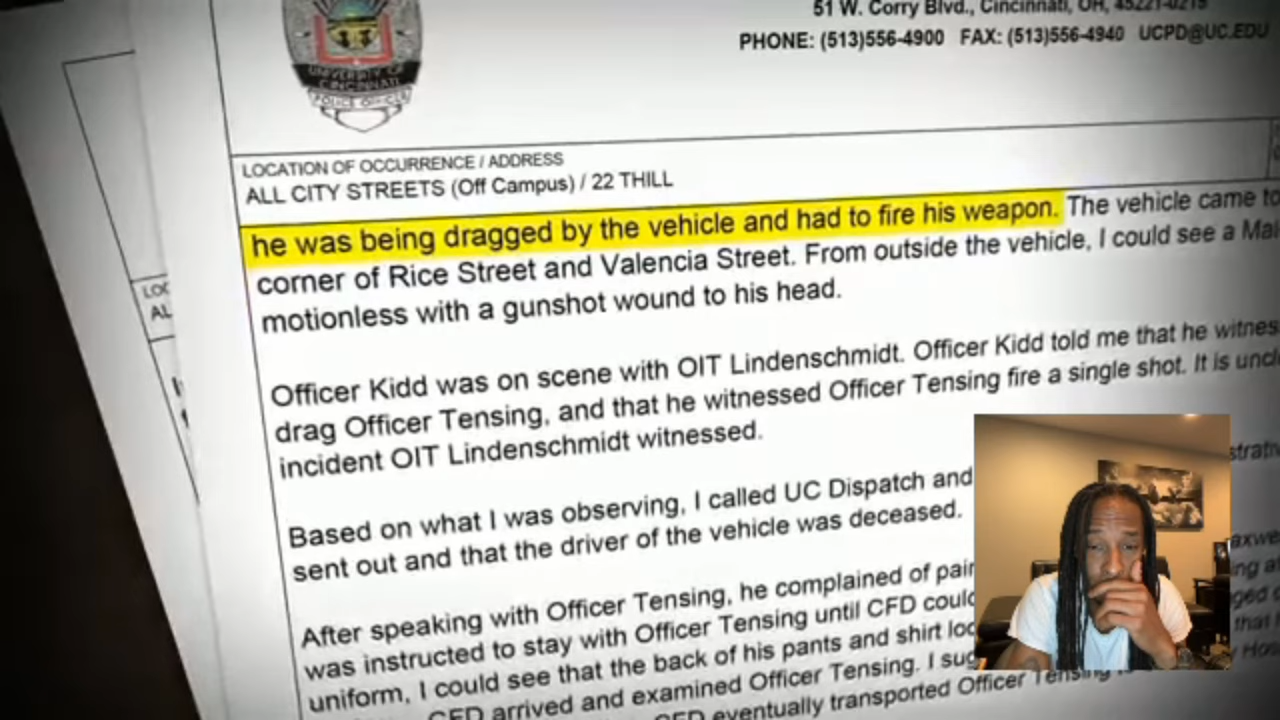 51 W. Corry Blvd., Cincinnati, OH, 45221-0215
PHONE: (513)556-4900 FAX: (513)556-4940 UCPD@UC.EDU
UNIVERSITY OF
CINCINNATI
POLICE OFFICER
LOCATION OF OCCURRENCE / ADDRESS
ALL CITY STREETS (Off Campus) / 22 THILL
he was being dragged by the vehicle and had to fire his weapon. The vehicle came to
corner of Rice Street and Valencia Street. From outside the vehicle, I could see a
motionless with a gunshot wound to his head.
Officer Kidd was on scene with OIT Lindenschmidt. Officer Kidd told me that he
drag Officer Tensing, and that he witnessed Officer Tensing fire a single shot. It is
incident OIT Lindenschmidt witnessed.
Based on what I was observing, I called UC Dispatch and
sent out and that the driver of the vehicle was deceased.
After speaking with Officer Tensing, he complained of
was instructed to stay with Officer Tensing until CFD
uniform, I could see that the back of his pants and shirt
CFD arrived and examined Officer Tensing. I
CFD eventually transported Officer Tensing